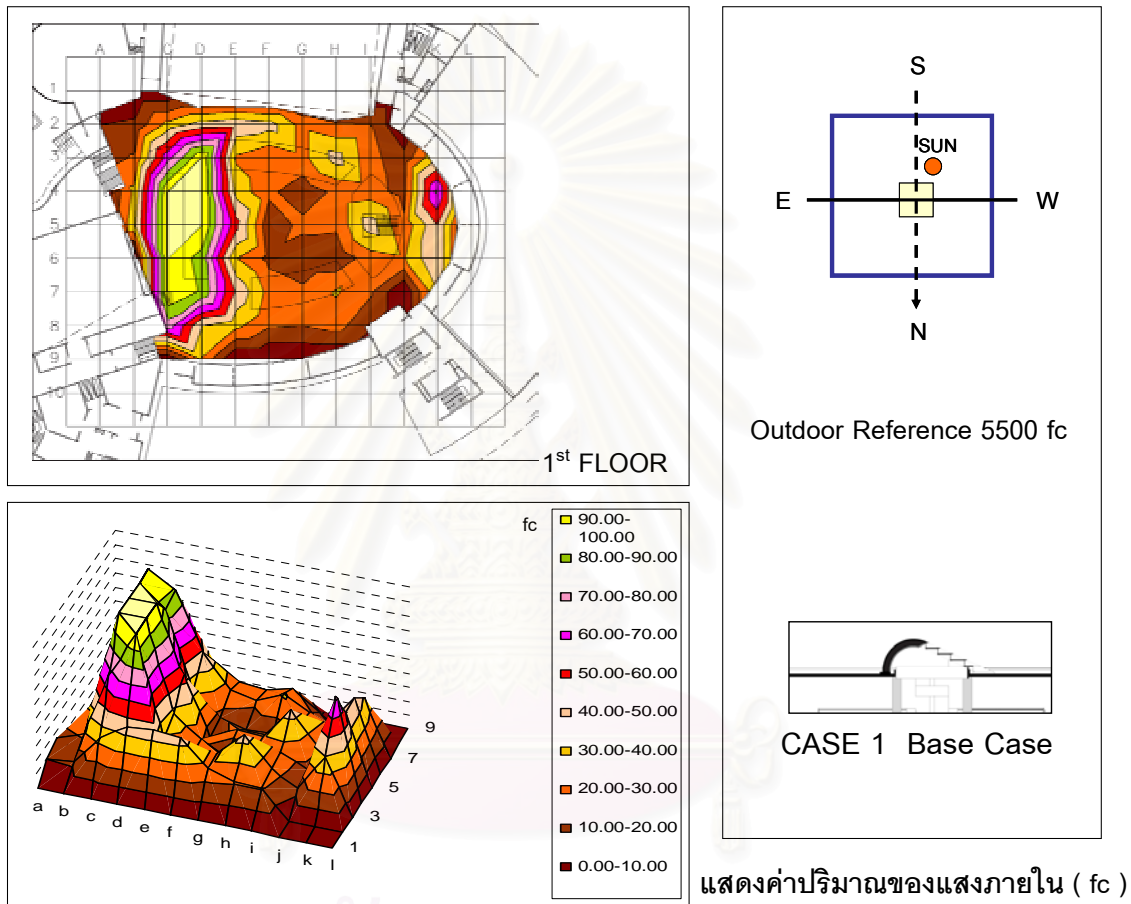 A B C D E F G H I J K L
1
2
3
4
5
6
7
8
9
10
1st FLOOR
S
SUN
E W
N
Outdoor Reference 5500 fc
fc
90.00-
100.00
80.00-90.00
70.00-80.00
60.00-70.00
50.00-60.00
40.00-50.00
30.00-40.00
20.00-30.00
10.00-20.00
0.00-10.00
9
7
5
3
1
a b c d e f g h i j k l
CASE 1 Base Case
แสดงค่าปริมาณของแสงภายใน ( fc )